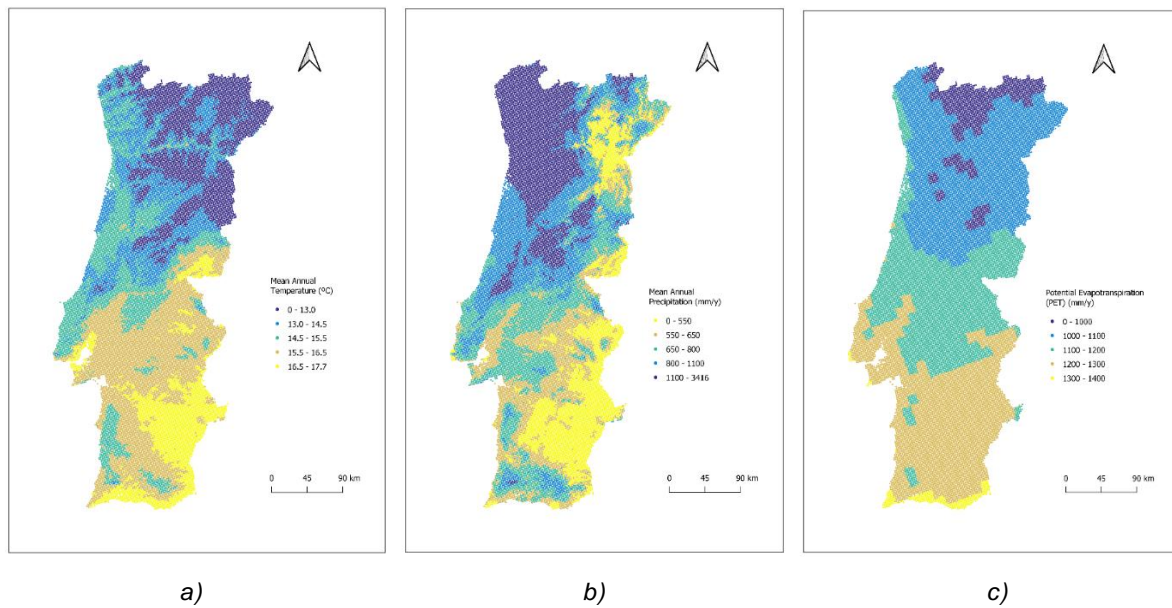 Mean Annual
Temperature (ºC)
0 - 13.0
13.0 - 14.5
14.5 - 15.5
15.5 - 16.5
16.5 - 17.7
0 45 90 km
Mean Annual
Precipitation (mm/y)
0 - 550
550 - 650
650 - 800
800 - 1100
1100 - 3416
0 45 90 km
Potential Evapotranspiration
(PET) (mm/y)
0 - 1000
1000 - 1100
1100 - 1200
1200 - 1300
1300 - 1400
0 45 90 km
a)
b)
c)